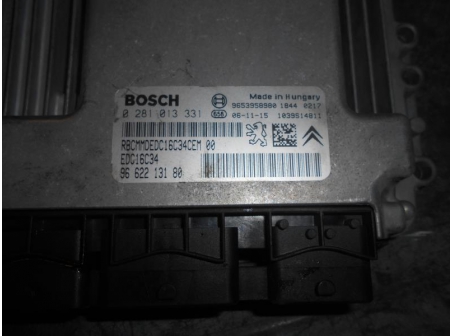 BOSCH
Made in Hungary
9653958980 1844 0217
0 281 013 331 658 06-11-15 1039S14811
RBCMMDEDC16C34CEM 00
EDC16C34
96 622 131 80